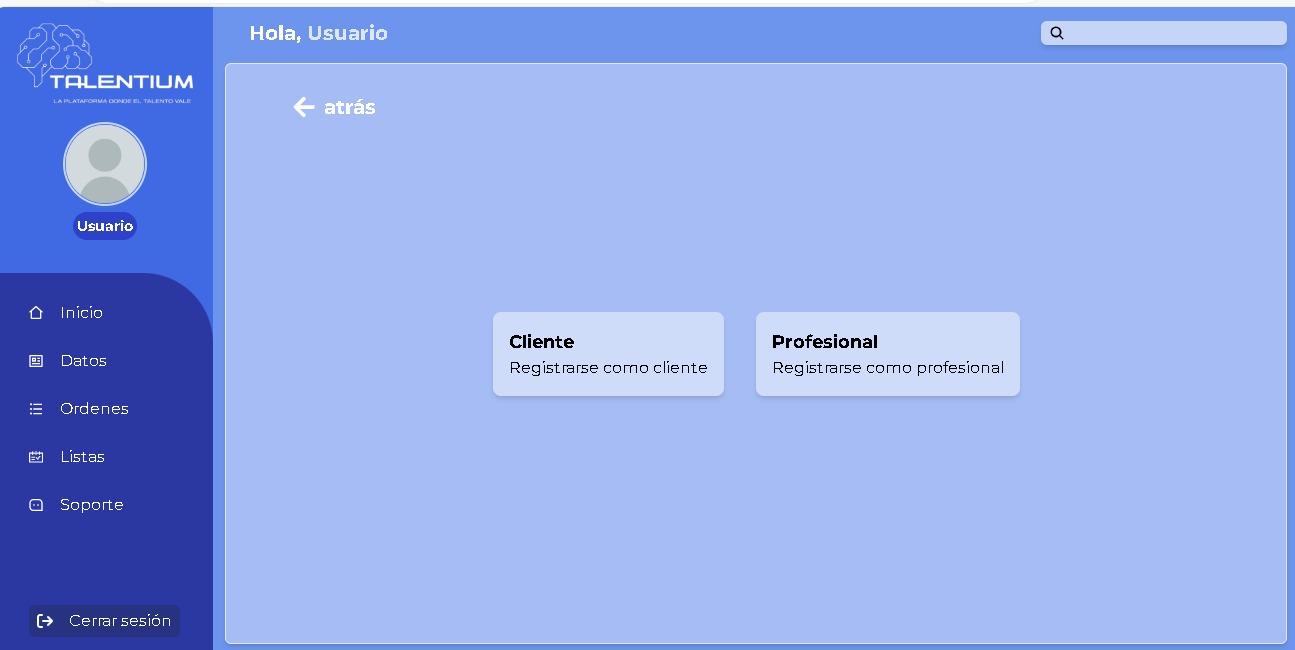 TALENTIUM
LA PLATAFORMA DONDE EL TALENTO VALE
Usuario
Inicio
Datos
Ordenes
Listas
Soporte
Cerrar sesión
Hola, Usuario
atrás
Cliente
Registrarse como cliente
Profesional
Registrarse como profesional